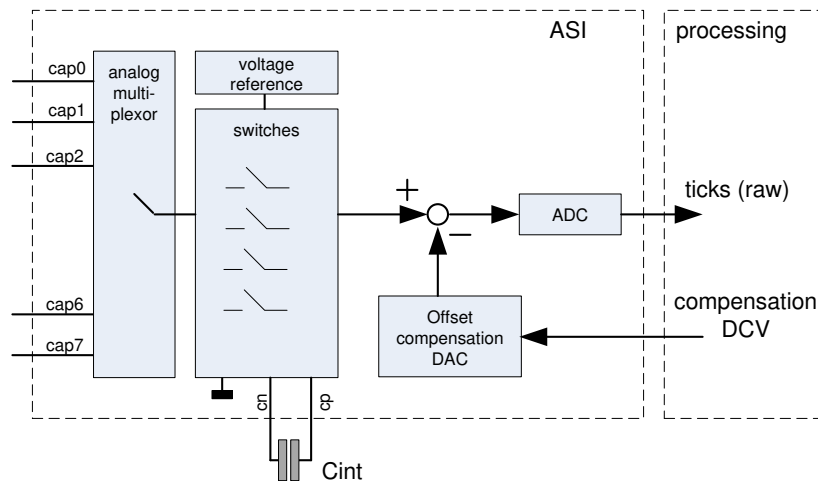 ASI
processing
cap0
cap1
cap2
cap6
cap7
analog
multi-
plexor
voltage
reference
switches
+
−
ADC
ticks (raw)
Offset
compensation
DAC
compensation
DCV
cn
cp
Cint